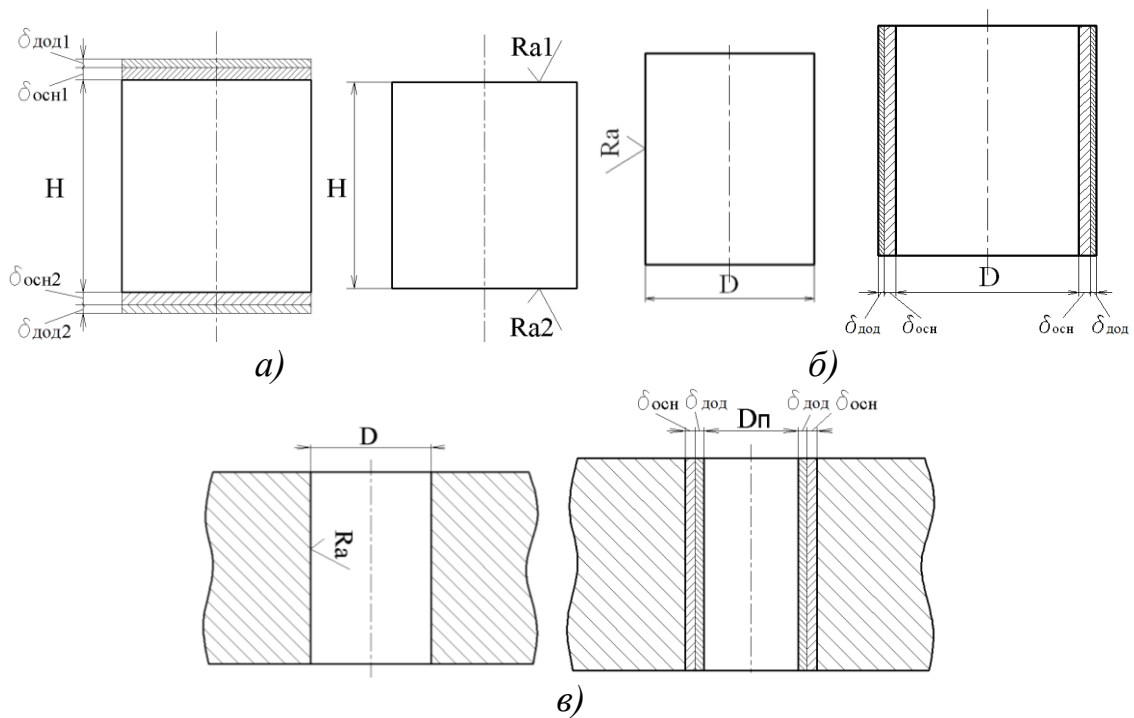 δдод1
δосн1
H
δосн2
δдод2
Ra1
H
Ra2
а)
Ra
D
D
δдод δосн δосн δдод
б)
D
Ra
δосн δдод Dп δдод δосн
в)